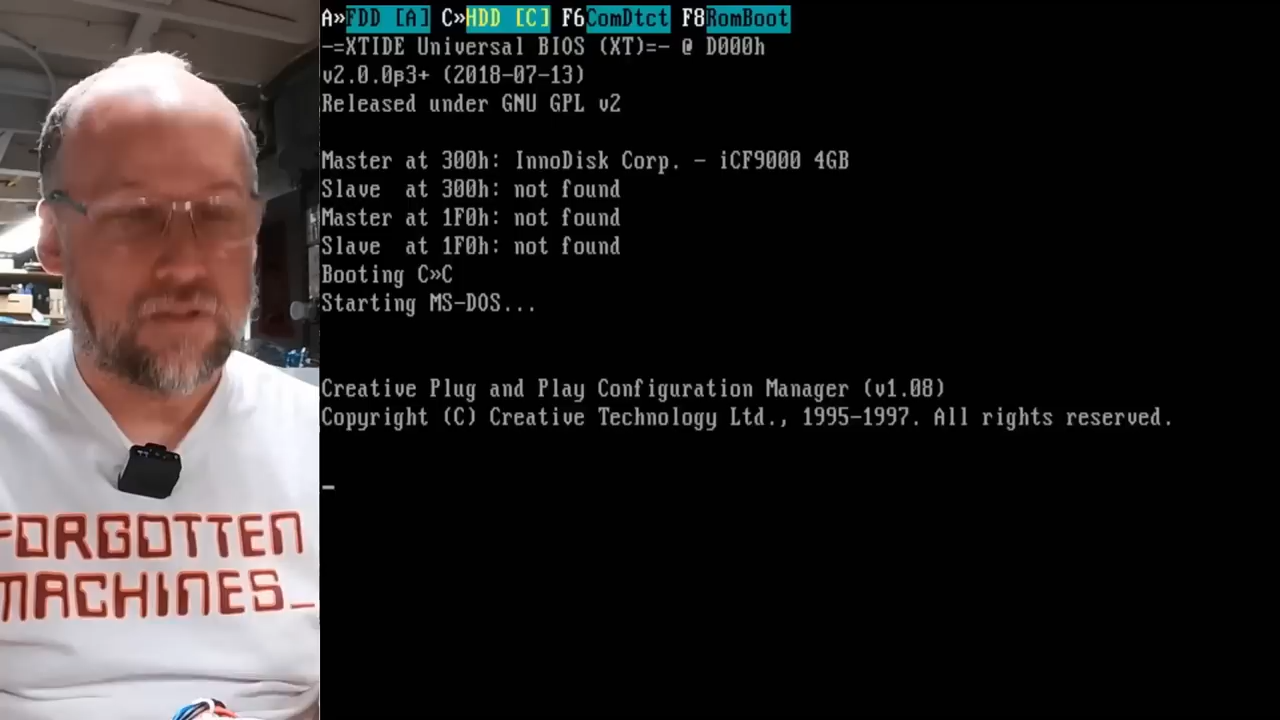 A»FDD [A] C»HDD [C] F6ComDtct F8RomBoot
-=XTIDE Universal BIOS (XT)=- @ D000h
v2.0.0β3+ (2018-07-13)
Released under GNU GPL v2
Master at 300h: InnoDisk Corp. - iCF9000 4GB
Slave  at 300h: not found
Master at 1F0h: not found
Slave  at 1F0h: not found
Booting C»C
Starting MS-DOS...
Creative Plug and Play Configuration Manager (v1.08)
Copyright (C) Creative Technology Ltd., 1995-1997. All rights reserved.
_
FORGOTTEN
MACHINES_